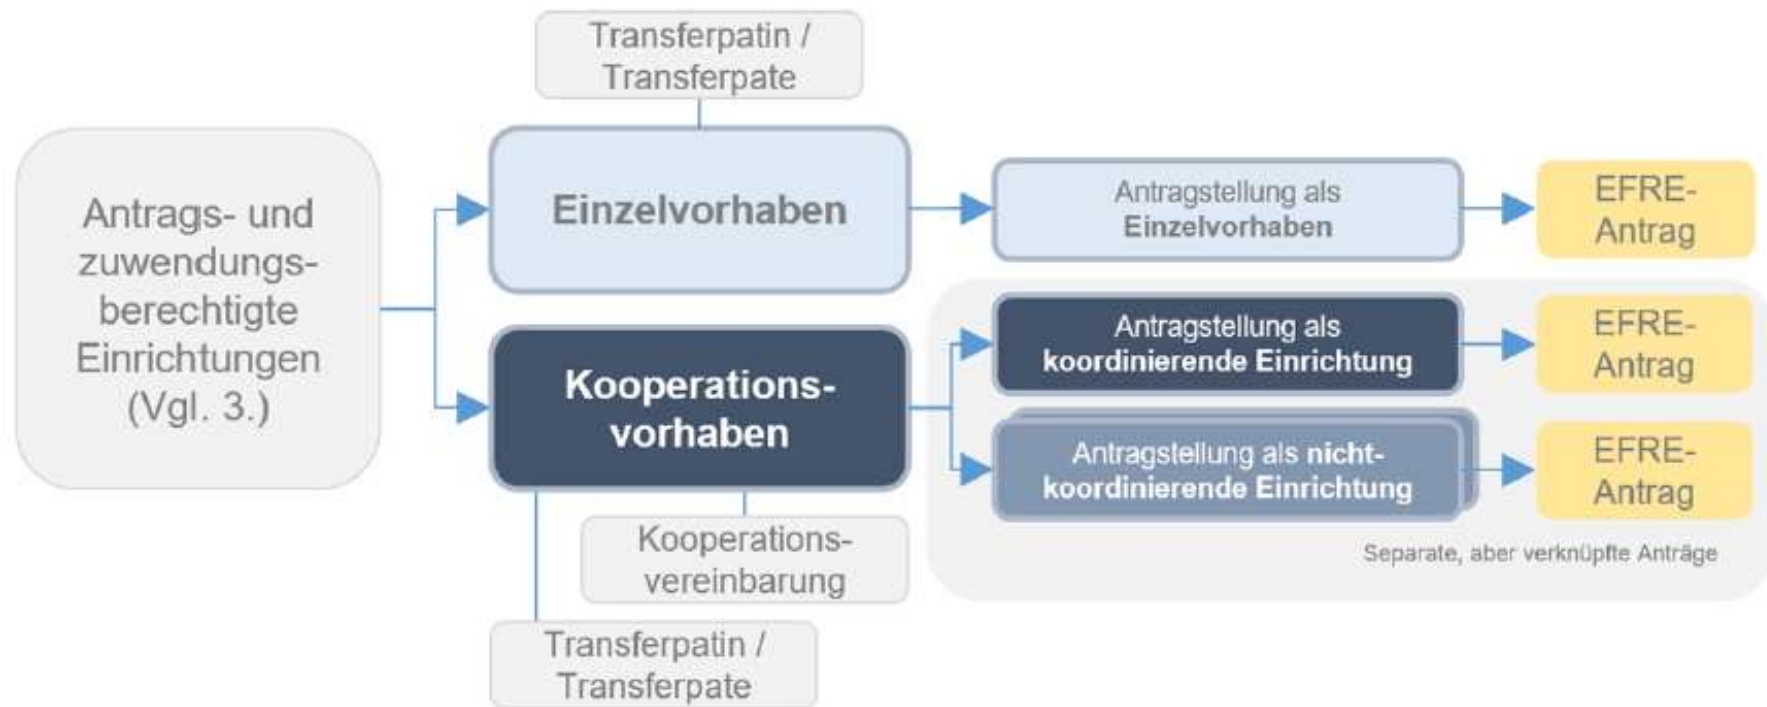 Transferpatin /
Transferpate
Antrags- und
zuwendungs-
berechtigte
Einrichtungen
(Vgl. 3.)
Einzelvorhaben
Antragstellung als
Einzelvorhaben
EFRE-
Antrag
Kooperations-
vorhaben
Antragstellung als
koordinierende Einrichtung
EFRE-
Antrag
Antragstellung als nicht-
koordinierende Einrichtung
EFRE-
Antrag
Separate, aber verknüpfte Anträge
Kooperations-
vereinbarung
Transferpatin /
Transferpate